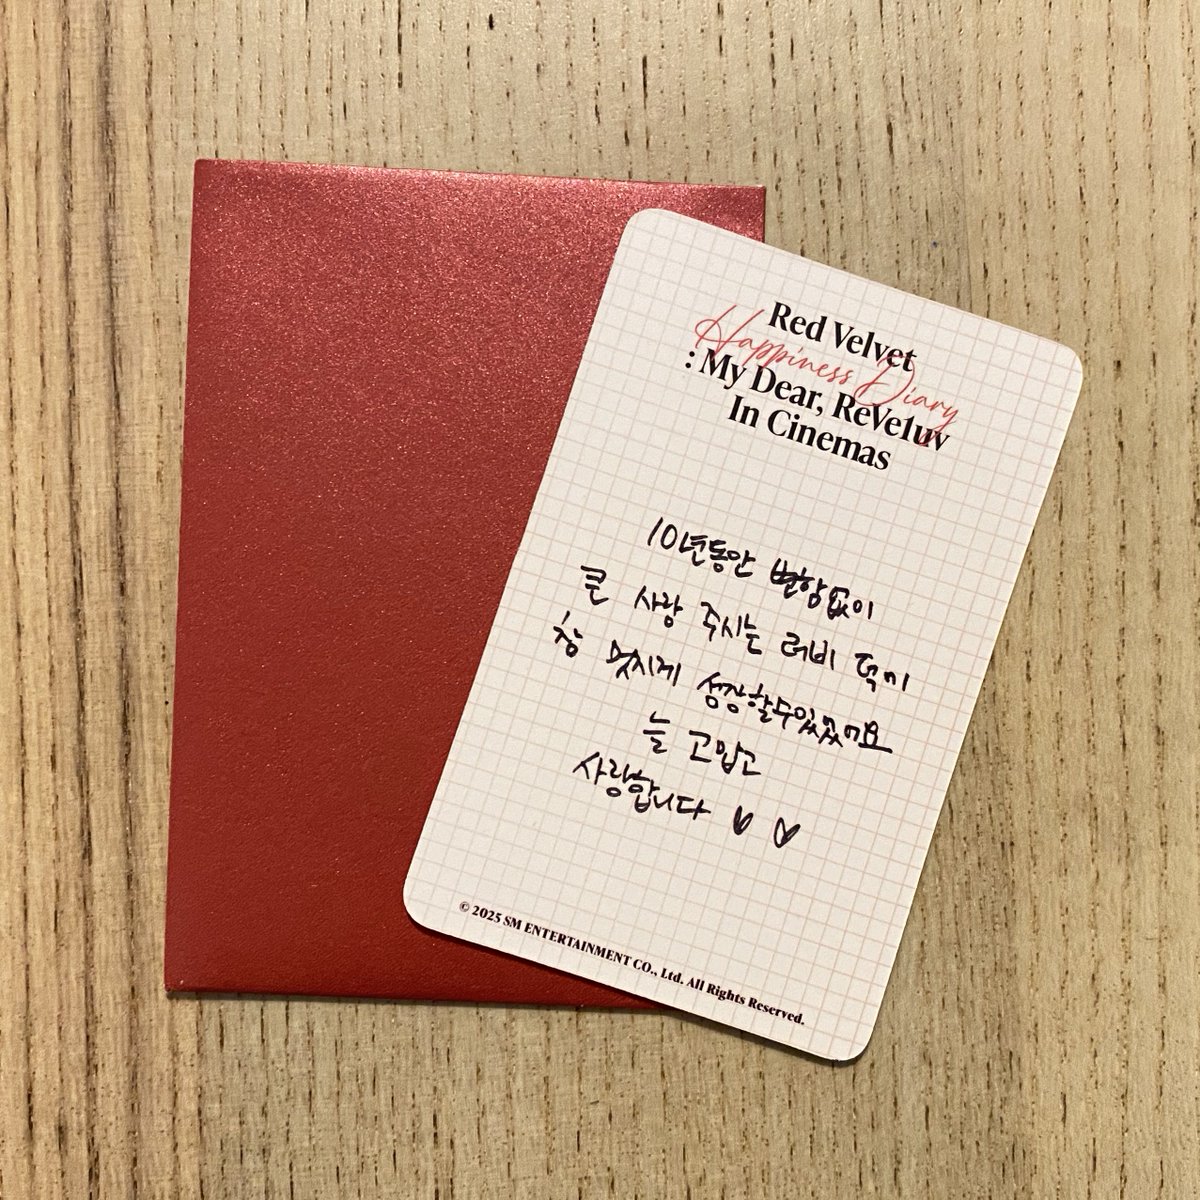 Red Velvet
Happiness Diary
: My Dear, ReVe1uv
In Cinemas
10년동안 변함없이
큰 사랑 주시는 러비 덕에
참 멋지게 성장할수있었어요
늘 고맙고
사랑합니다 ♥ ♥
© 2025 SM ENTERTAINMENT CO., Ltd. All Rights Reserved.